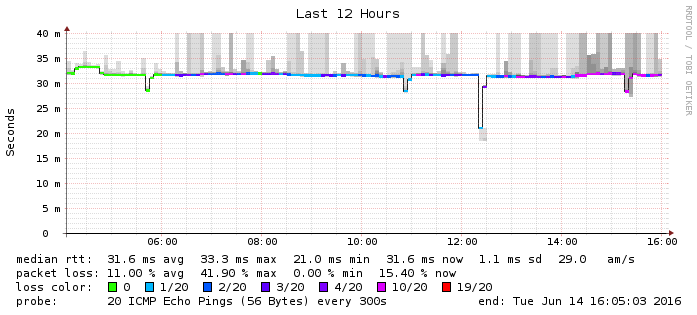 Last 12 Hours
RRDTOOL / TOBI OETIKER
Seconds
40 m
35 m
30 m
25 m
20 m
15 m
10 m
5 m
0
06:00 08:00 10:00 12:00 14:00 16:00
median rtt: 31.6 ms avg 33.3 ms max 21.0 ms min 31.6 ms now 1.1 ms sd 29.0 am/s
packet loss: 11.00 % avg 41.90 % max 0.00 % min 15.40 % now
loss color: 0 1/20 2/20 3/20 4/20 10/20 19/20
probe: 20 ICMP Echo Pings (56 Bytes) every 300s end: Tue Jun 14 16:05:03 2016